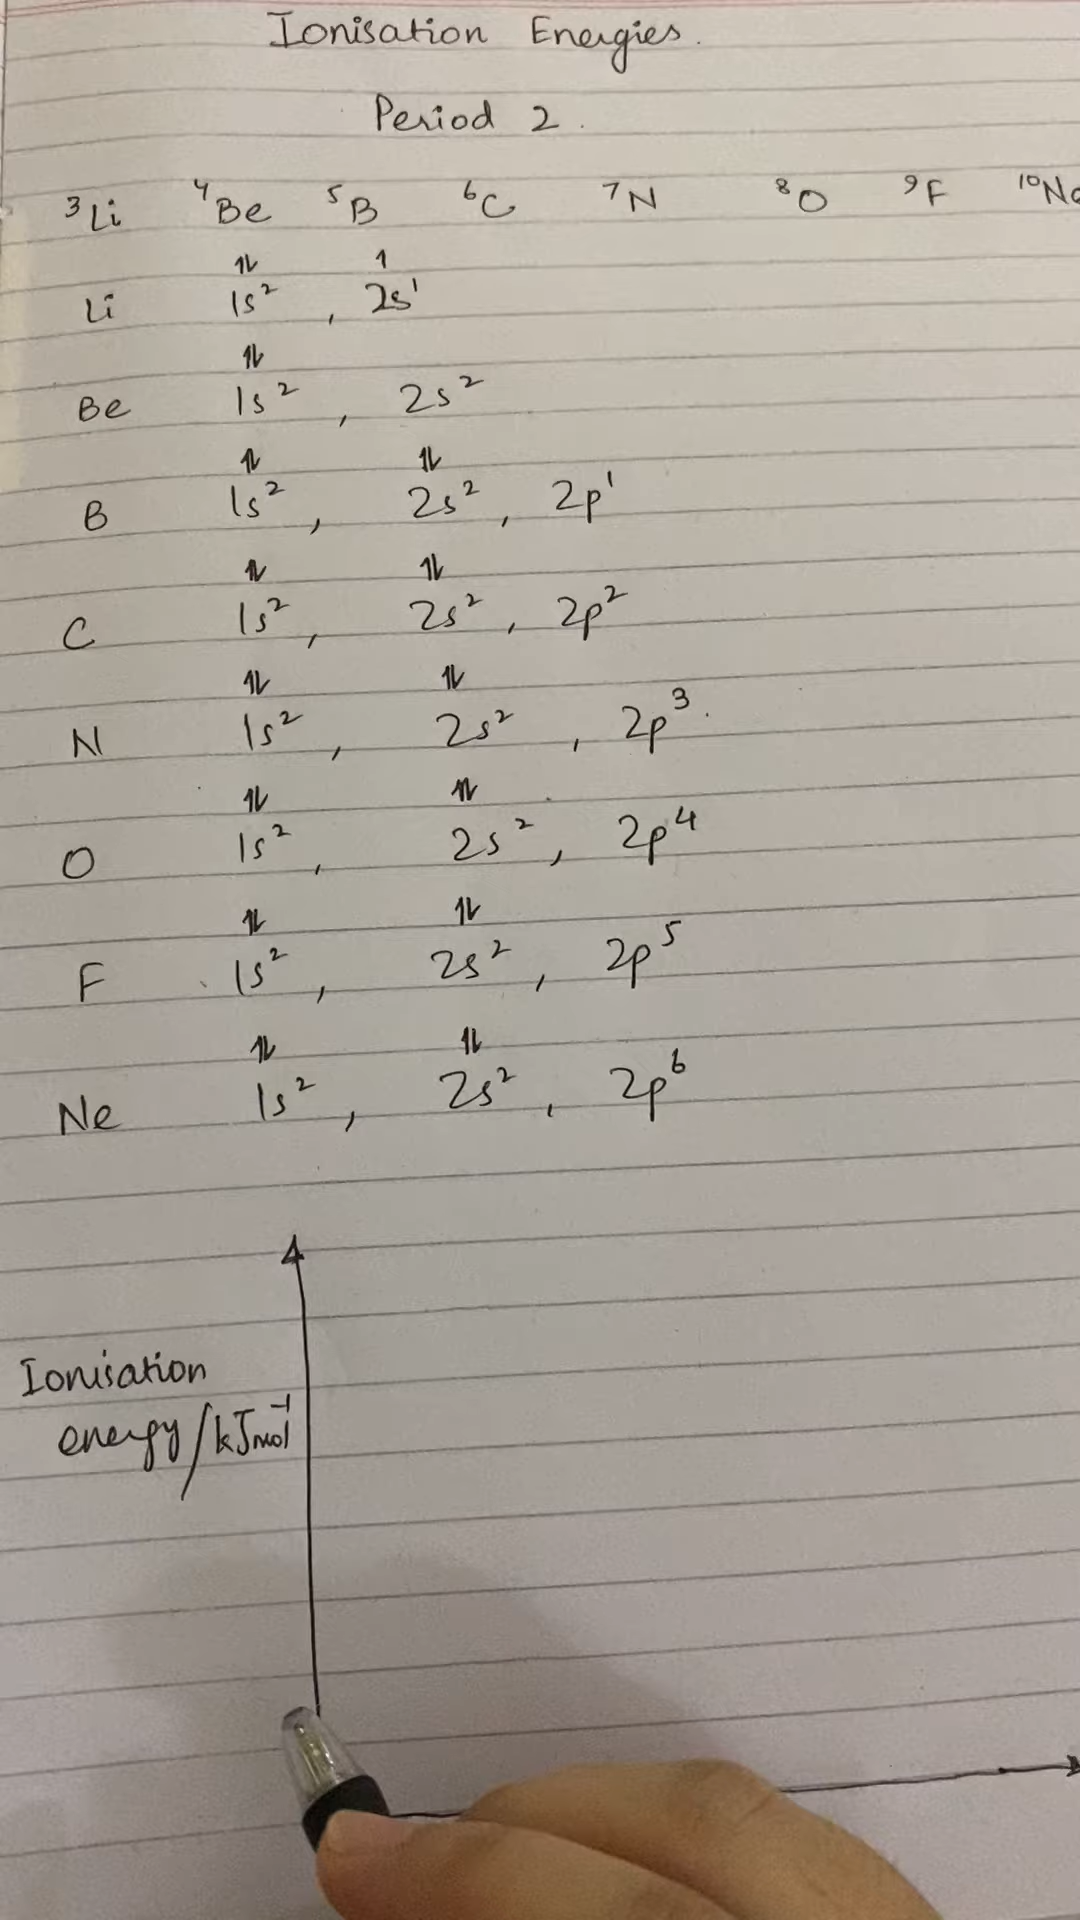 Ionisation Energies.
Period 2.
³Li ⁴Be ⁵B ⁶C ⁷N ⁸O ⁹F ¹⁰Ne
⥮ ↿
Li 1s², 2s¹
⥮
Be 1s², 2s²
⥮ ⥮
B 1s², 2s², 2p¹
⥮ ⥮
C 1s², 2s², 2p²
⥮ ⥮
N 1s², 2s², 2p³.
⥮ ⥮
O 1s², 2s², 2p⁴
⥮ ⥮
F 1s², 2s², 2p⁵
⥮ ⥮
Ne 1s², 2s², 2p⁶
Ionisation
energy/kJmol⁻¹